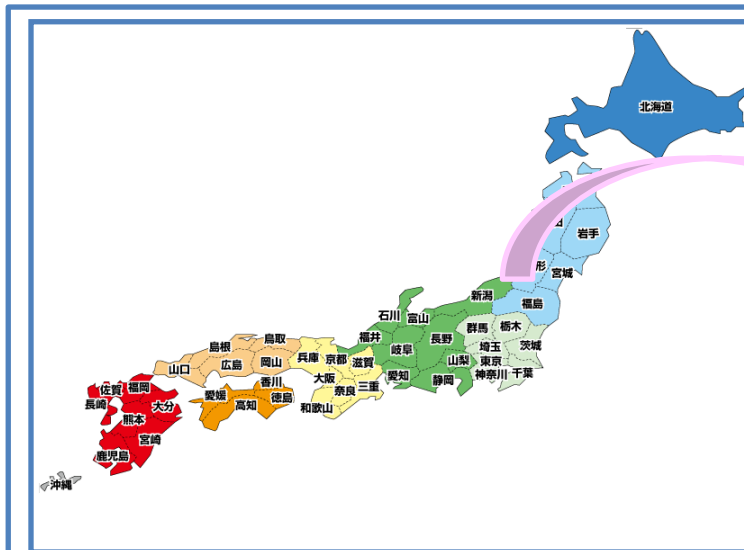 北海道
岩手
形
宮城
福島
新潟
石川
富山
群馬
栃木
茨城
福井
長野
埼玉
岐阜
山梨
東京
愛知
静岡
神奈川
千葉
島根
鳥取
兵庫
京都
滋賀
山口
広島
岡山
大阪
奈良
三重
香川
和歌山
愛媛
高知
徳島
佐賀
福岡
長崎
大分
熊本
宮崎
鹿児島
沖縄